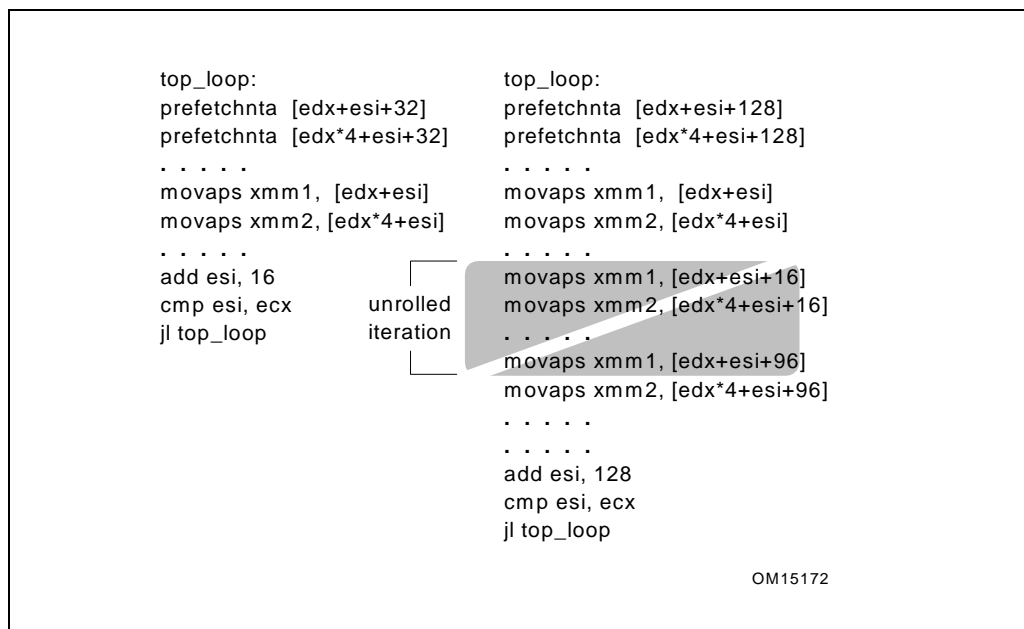 top_loop:
prefetchnta [edx+esi+32]
prefetchnta [edx*4+esi+32]
. . . . .
movaps xmm1, [edx+esi]
movaps xmm2, [edx*4+esi]
. . . . .
add esi, 16
cmp esi, ecx
jl top_loop
unrolled
iteration
top_loop:
prefetchnta [edx+esi+128]
prefetchnta [edx*4+esi+128]
. . . . .
movaps xmm1, [edx+esi]
movaps xmm2, [edx*4+esi]
. . . . .
movaps xmm1, [edx+esi+16]
movaps xmm2, [edx*4+esi+16]
. . . . .
movaps xmm1, [edx+esi+96]
movaps xmm2, [edx*4+esi+96]
. . . . .
. . . . .
add esi, 128
cmp esi, ecx
jl top_loop
OM15172